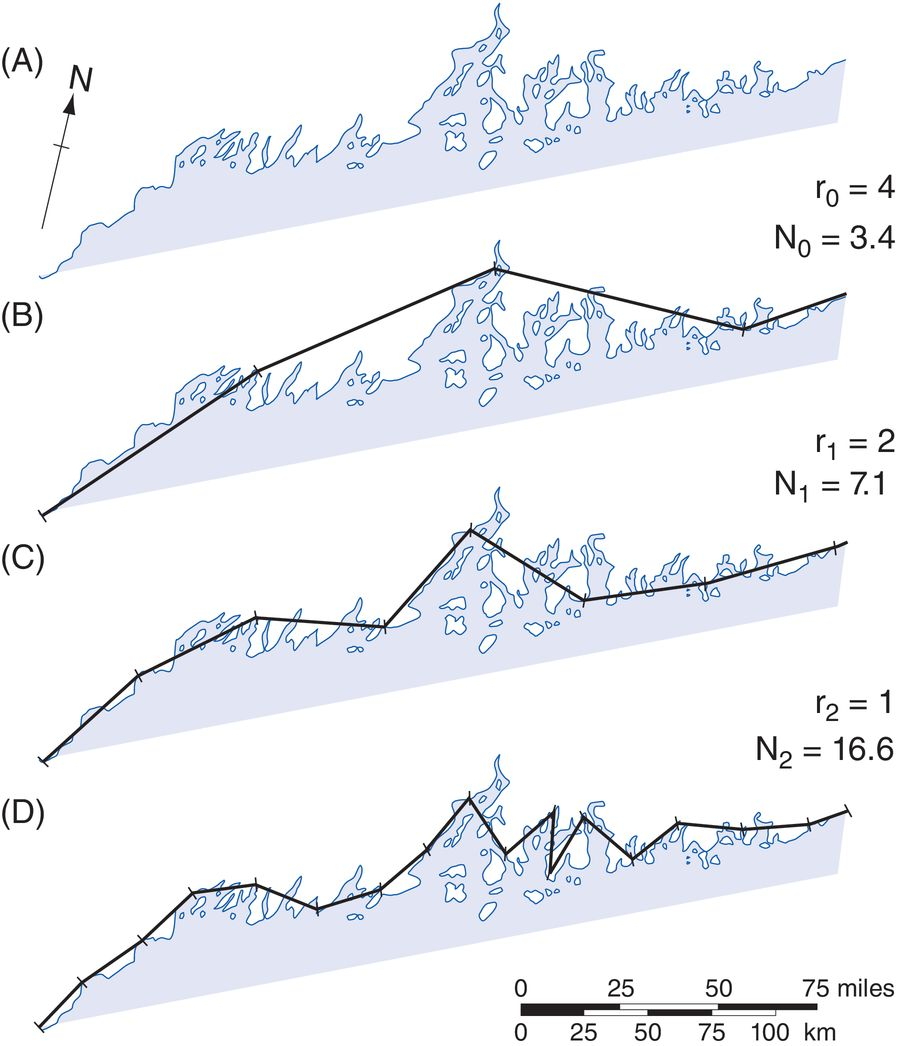 (A)
N
r0 = 4
N0 = 3.4
(B)
r1 = 2
N1 = 7.1
(C)
r2 = 1
N2 = 16.6
(D)
0 25 50 75 miles
0 25 50 75 100 km